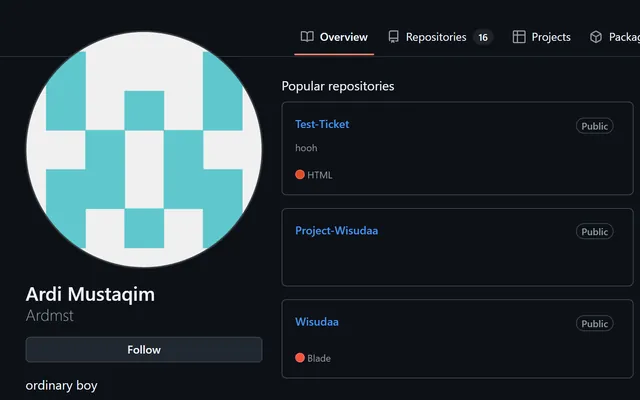 Overview Repositories 16 Projects Packag
Popular repositories
Test-Ticket Public
hooh
HTML
Project-Wisudaa Public
Wisudaa Public
Blade
Ardi Mustaqim
Ardmst
Follow
ordinary boy